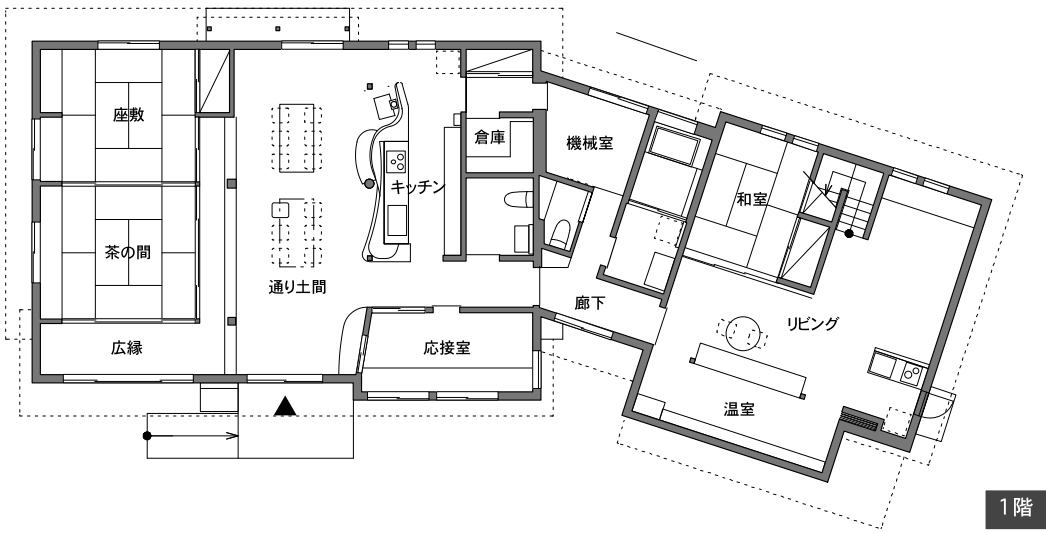 座敷
倉庫
機械室
キッチン
和室
茶の間
通り土間
廊下
リビング
広縁
応接室
温室
1階